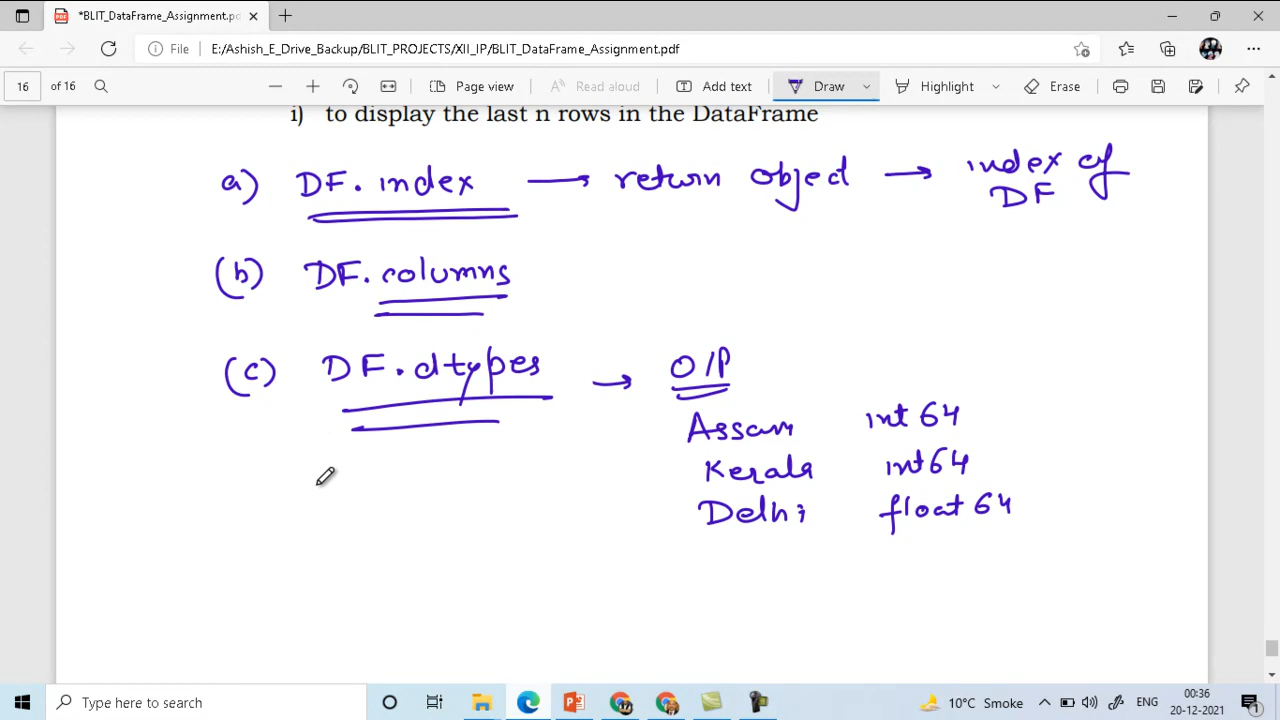 *BLIT_DataFrame_Assignment.pd
File E:/Ashish_E_Drive_Backup/BLIT_PROJECTS/XII_IP/BLIT_DataFrame_Assignment.pdf
16 of 16 Page view Read aloud Add text Draw Highlight Erase
i) to display the last n rows in the DataFrame
a) DF. index → return object → index of
DF
(b) DF. columns
(c) DF. dtypes → O/P
Assam int 64
Kerala int64
Delhi float 64
Type here to search 10°C Smoke ENG 00:36
20-12-2021